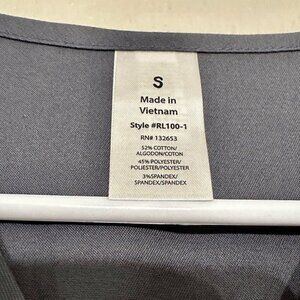 S
Made in
Vietnam
Style #RL100-1
RN# 132653
52% COTTON/
ALGODON/COTON
45% POLYESTER/
POLIESTER/POLYESTER
3%SPANDEX/
SPANDEX/SPANDEX